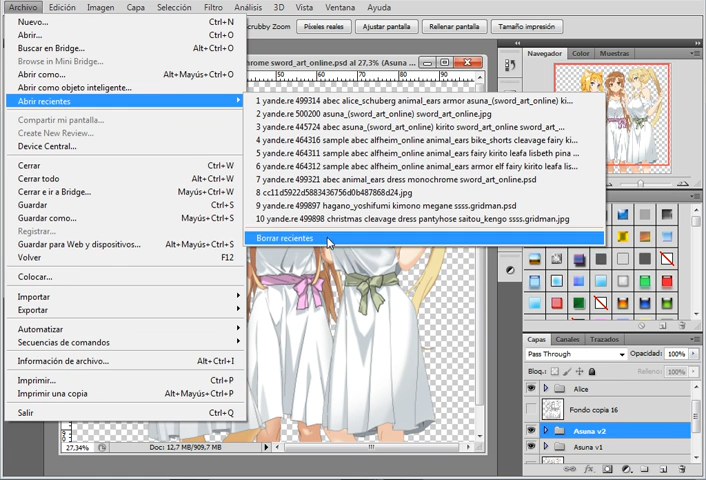 Archivo Edición Imagen Capa Selección Filtro Análisis 3D Vista Ventana Ayuda
Scrubby Zoom Píxeles reales Ajustar pantalla Rellenar pantalla Tamaño impresión
Nuevo... Ctrl+N
Abrir... Ctrl+O
Buscar en Bridge... Alt+Ctrl+O
Browse in Mini Bridge...
Abrir como... Alt+Mayús+Ctrl+O
Abrir como objeto inteligente...
Abrir recientes
Compartir mi pantalla...
Create New Review...
Device Central...
Cerrar Ctrl+W
Cerrar todo Alt+Ctrl+W
Cerrar e ir a Bridge... Mayús+Ctrl+W
Guardar Ctrl+S
Guardar como... Mayús+Ctrl+S
Registrar...
Guardar para Web y dispositivos... Alt+Mayús+Ctrl+S
Volver F12
Colocar...
Importar
Exportar
Automatizar
Secuencias de comandos
Información de archivo... Alt+Mayús+Ctrl+I
Imprimir... Ctrl+P
Imprimir una copia Alt+Mayús+Ctrl+P
Salir Ctrl+Q
chrome sword_art_online.psd al 27,3% (Asuna ...
50 60 70 80 90
1 yande.re 499314 abec alice_schuberg animal_ears armor asuna_(sword_art_online) ki...
2 yande.re 500200 asuna_(sword_art_online) sword_art_online.jpg
3 yande.re 445724 abec asuna_(sword_art_online) kirito sword_art_online sword_art_...
4 yande.re 464316 sample abec alfheim_online animal_ears bike_shorts cleavage fairy ki...
5 yande.re 464311 sample abec alfheim_online animal_ears fairy kirito leafa lisbeth pina ...
6 yande.re 464312 sample abec alfheim_online animal_ears armor elf fairy kirito leafa lis...
7 yande.re 499321 abec animal_ears dress monochrome sword_art_online.psd
8 cc11d5922d5883436756d0b487868d24.jpg
9 yande.re 499897 hagano_yoshifumi kimono megane ssss.gridman.psd
10 yande.re 499898 christmas cleavage dress pantyhose saitou_kengo ssss.gridman.jpg
Borrar recientes
27,34% Doc: 12,7 MB/909,7 MB
Navegador Color Muestras
Capas Canales Trazados
Pass Through Opacidad: 100%
Bloq.: Relleno: 100%
Alice
Fondo copia 16
Asuna v2
Asuna v1